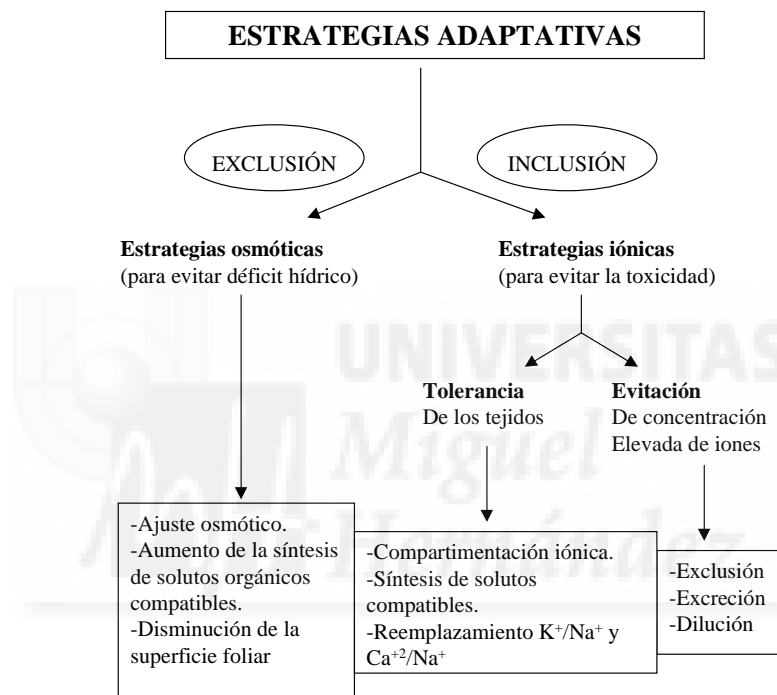 ESTRATEGIAS ADAPTATIVAS
EXCLUSIÓN
INCLUSIÓN
Estrategias osmóticas
(para evitar déficit hídrico)
Estrategias iónicas
(para evitar la toxicidad)
Tolerancia
De los tejidos
Evitación
De concentración
Elevada de iones
-Ajuste osmótico.
-Aumento de la síntesis
de solutos orgánicos
compatibles.
-Disminución de la
superficie foliar
-Compartimentación iónica.
-Síntesis de solutos
compatibles.
-Reemplazamiento K⁺/Na⁺ y
Ca⁺²/Na⁺
-Exclusión
-Excreción
-Dilución
UNIVERSITAS
Miguel
Hernández